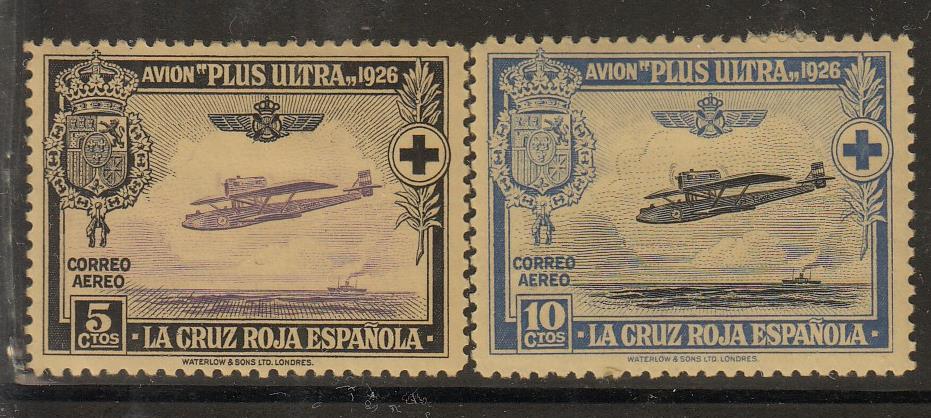 AVION "PLUS ULTRA„ 1926
CORREO
AEREO
5
CTOS
· LA CRUZ ROJA ESPAÑOLA ·
WATERLOW & SONS LTD. LONDRES.
AVION "PLUS ULTRA„ 1926
CORREO
AEREO
10
CTOS
· LA CRUZ ROJA ESPAÑOLA ·
WATERLOW & SONS LTD. LONDRES.